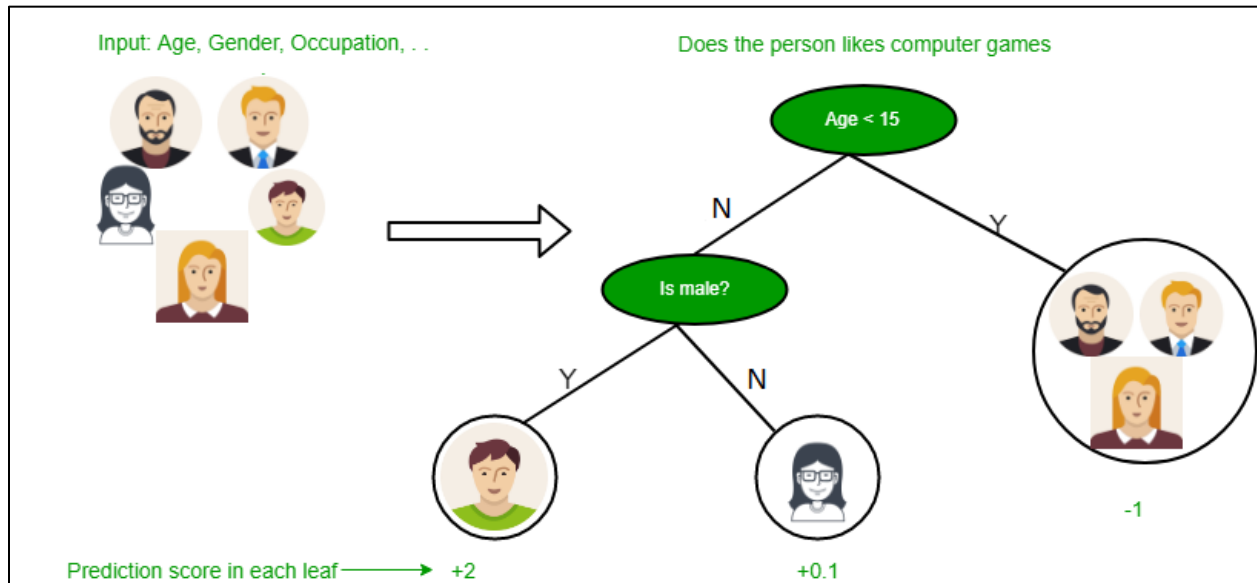 Input: Age, Gender, Occupation, . .
Does the person likes computer games
Age < 15
N
Y
Is male?
Y
N
-1
Prediction score in each leaf
+2
+0.1